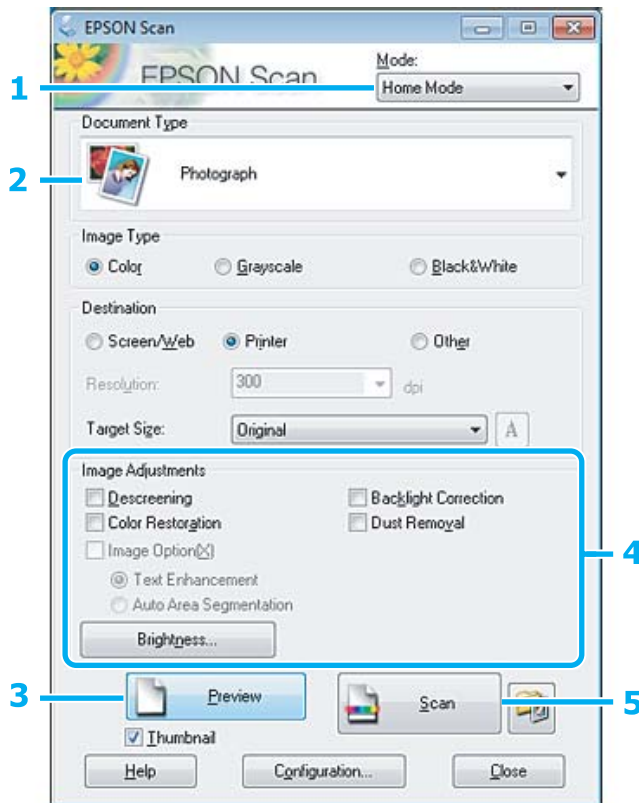 EPSON Scan
EPSON Scan
Mode:
1
Home Mode
Document Type
2
Photograph
Image Type
Color Grayscale Black&White
Destination
Screen/Web Printer Other
Resolution: 300 dpi
Target Size: Original A
Image Adjustments
Descreening Backlight Correction
Color Restoration Dust Removal
Image Option(X)
4
Text Enhancement
Auto Area Segmentation
Brightness...
3 Preview Scan 5
Thumbnail
Help Configuration... Close